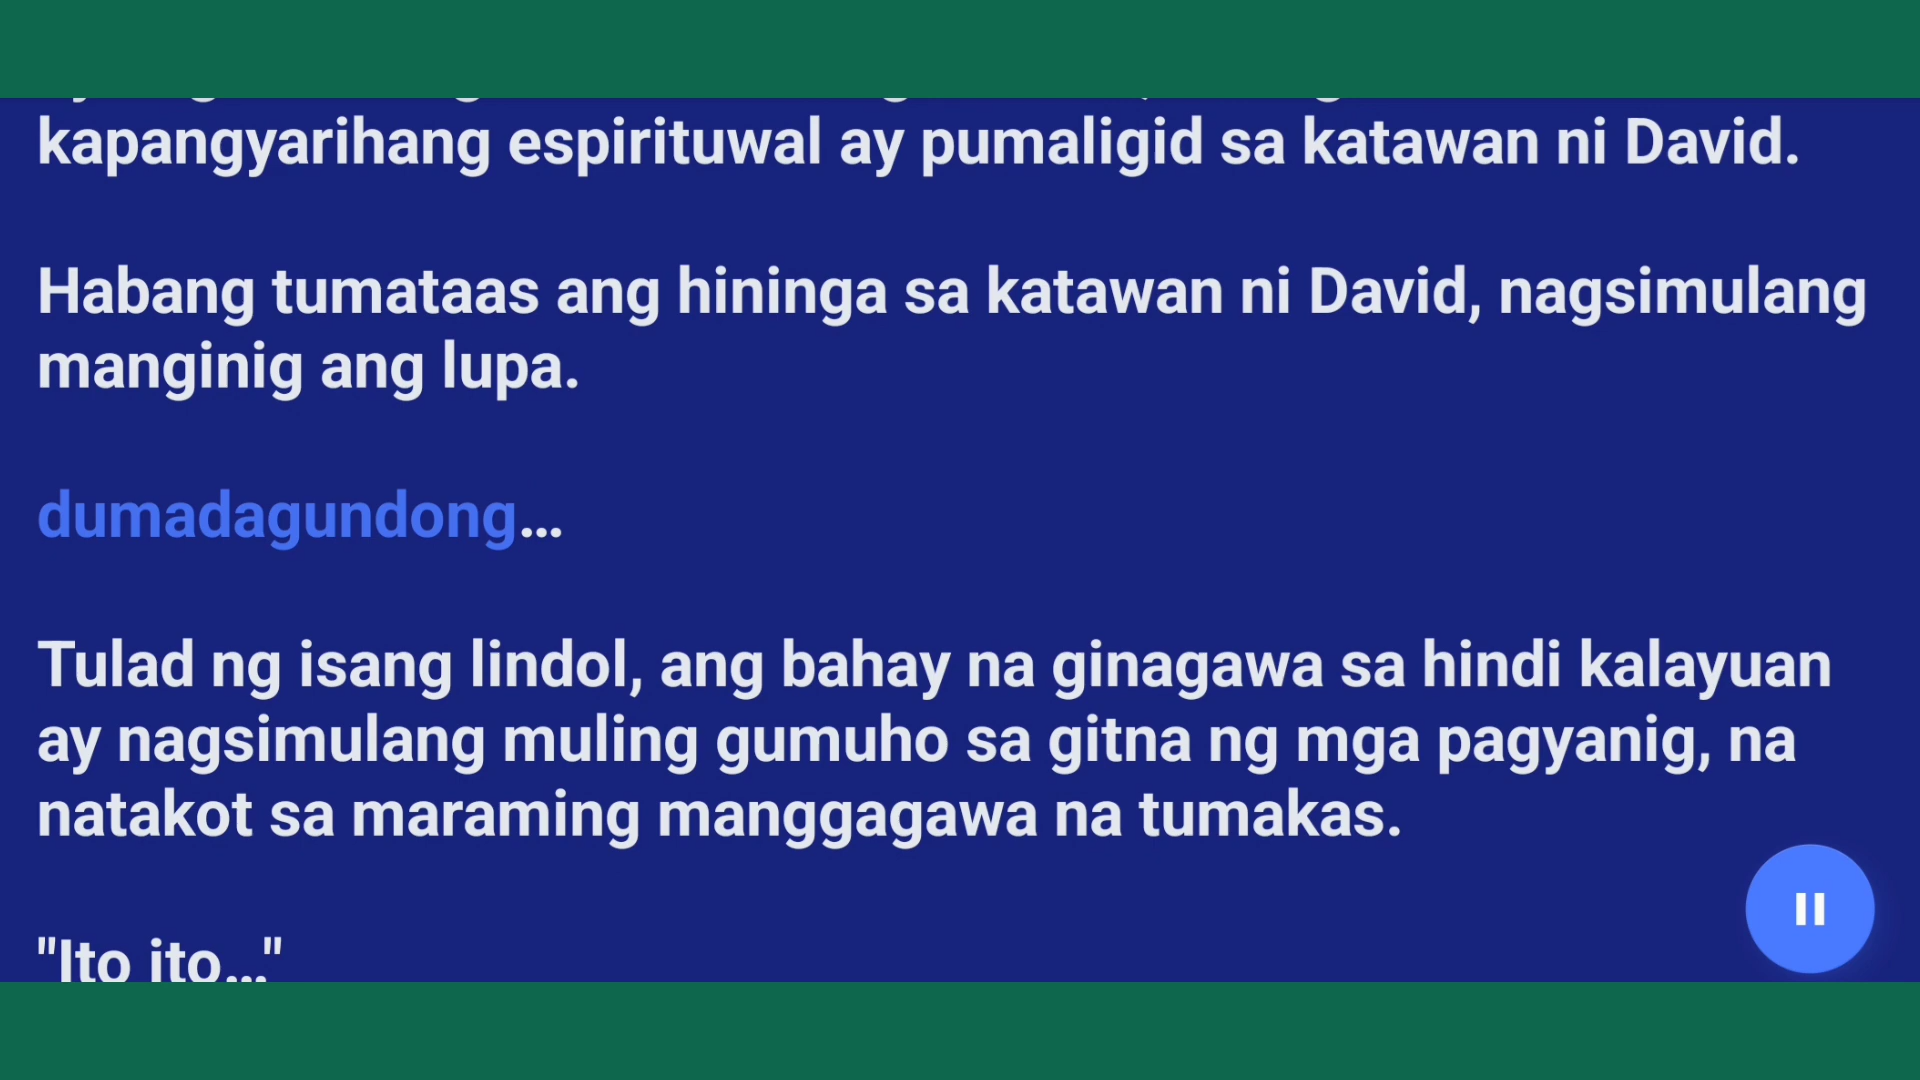 kapangyarihang espirituwal ay pumaligid sa katawan ni David.
Habang tumataas ang hininga sa katawan ni David, nagsimulang
manginig ang lupa.
dumadagundong...
Tulad ng isang lindol, ang bahay na ginagawa sa hindi kalayuan
ay nagsimulang muling gumuho sa gitna ng mga pagyanig, na
natakot sa maraming manggagawa na tumakas.
"Ito ito..."